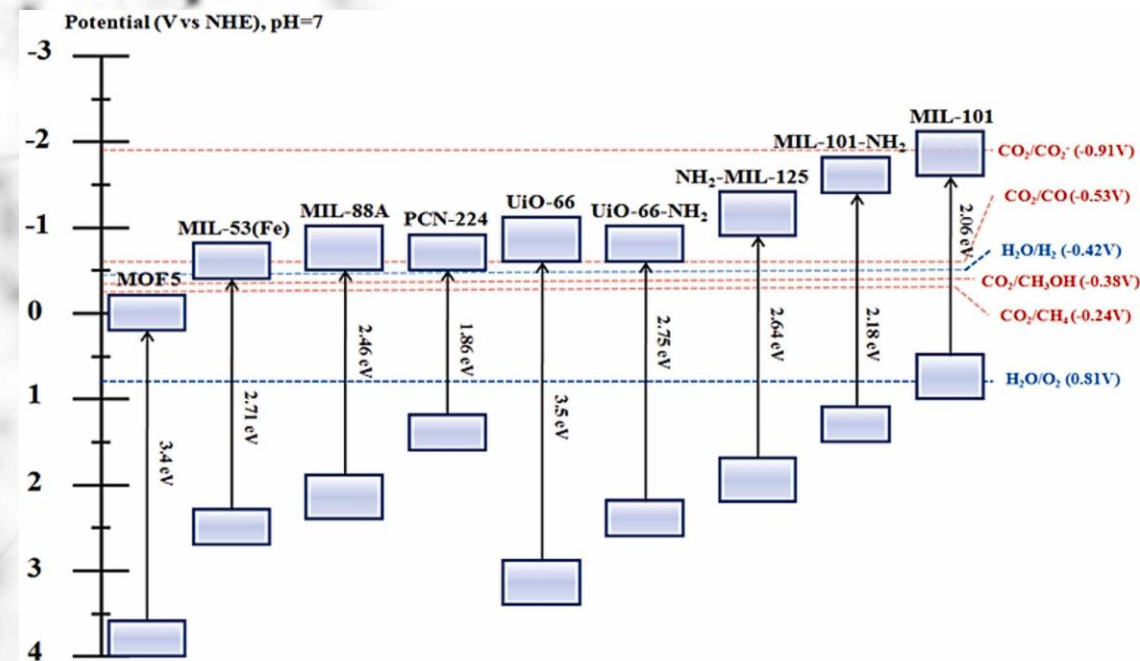 Potential (V vs NHE), pH=7
-3
-2
-1
0
1
2
3
4
MOF5
MIL-53(Fe)
MIL-88A
PCN-224
UiO-66
UiO-66-NH₂
NH₂-MIL-125
MIL-101-NH₂
MIL-101
3.4 eV
2.71 eV
2.46 eV
1.86 eV
3.5 eV
2.75 eV
2.64 eV
2.18 eV
2.06 eV
CO₂/CO₂⁻ (-0.91V)
CO₂/CO (-0.53V)
H₂O/H₂ (-0.42V)
CO₂/CH₃OH (-0.38V)
CO₂/CH₄ (-0.24V)
H₂O/O₂ (0.81V)